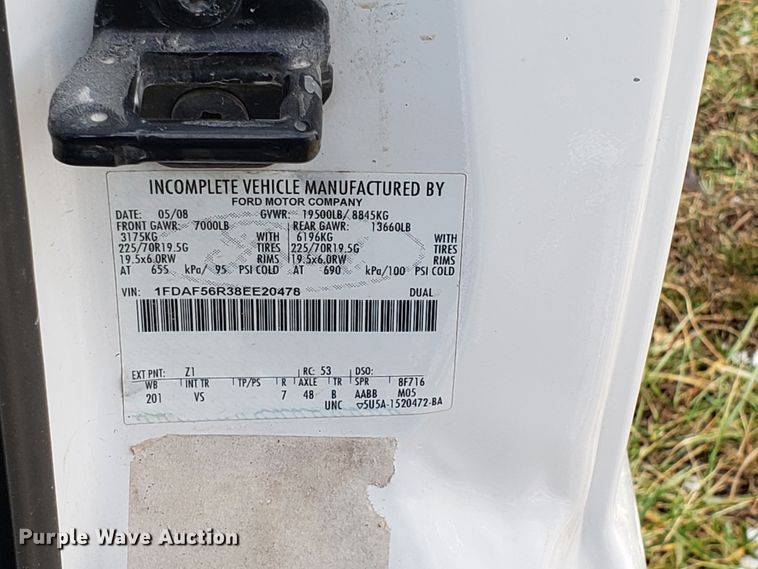 INCOMPLETE VEHICLE MANUFACTURED BY
FORD MOTOR COMPANY
DATE: 05/08 GVWR: 19500LB/ 8845KG
FRONT GAWR: 7000LB REAR GAWR: 13660LB
3175KG WITH 6196KG WITH
225/70R19.5G TIRES 225/70R19.5G TIRES
19.5x6.0RW RIMS 19.5x6.0RW RIMS
AT 655 kPa/ 95 PSI COLD AT 690 kPa/100 PSI COLD
VIN: 1FDAF56R38EE20478 DUAL
EXT PNT: Z1 RC: 53 DSO:
WB INT TR TP/PS R AXLE TR SPR BF716
201 VS 7 48 B AABB M05
UNC ▽5U5A-1520472-BA
Purple Wave Auction